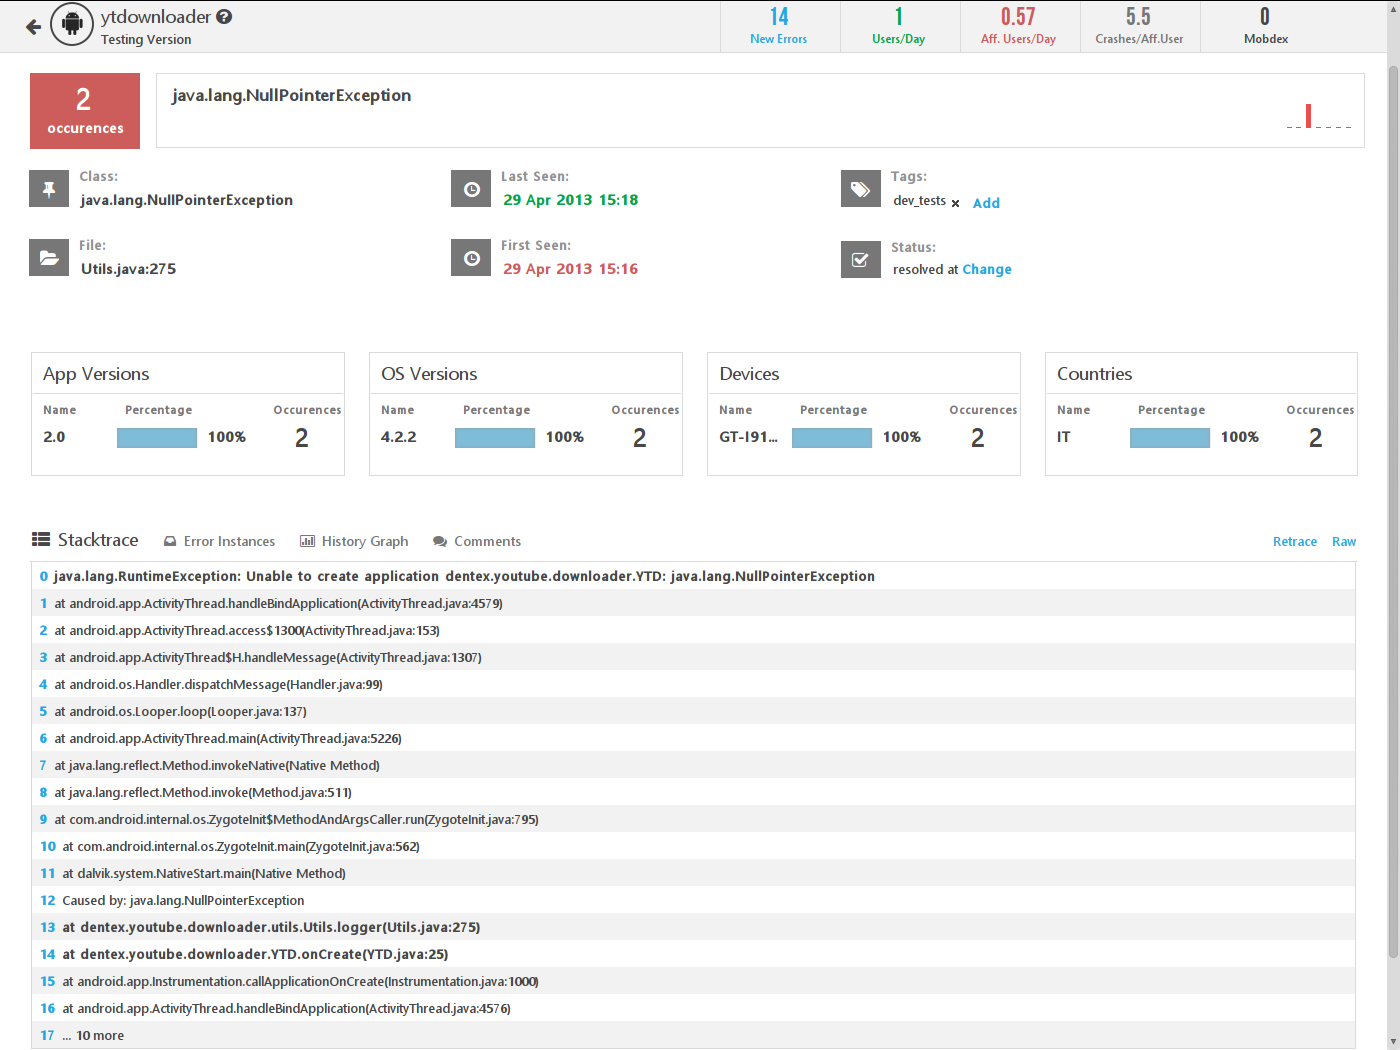 ytdownloader
Testing Version
14
New Errors
1
Users/Day
0.57
Aff. Users/Day
5.5
Crashes/Aff.User
0
Mobdex
2
occurences
java.lang.NullPointerException
Class:
java.lang.NullPointerException
Last Seen:
29 Apr 2013 15:18
Tags:
dev_tests x Add
File:
Utils.java:275
First Seen:
29 Apr 2013 15:16
Status:
resolved at Change
App Versions
Name Percentage Occurences
2.0 100% 2
OS Versions
Name Percentage Occurences
4.2.2 100% 2
Devices
Name Percentage Occurences
GT-I91... 100% 2
Countries
Name Percentage Occurences
IT 100% 2
Stacktrace Error Instances History Graph Comments Retrace Raw
0 java.lang.RuntimeException: Unable to create application dentex.youtube.downloader.YTD: java.lang.NullPointerException
1 at android.app.ActivityThread.handleBindApplication(ActivityThread.java:4579)
2 at android.app.ActivityThread.access$1300(ActivityThread.java:153)
3 at android.app.ActivityThread$H.handleMessage(ActivityThread.java:1307)
4 at android.os.Handler.dispatchMessage(Handler.java:99)
5 at android.os.Looper.loop(Looper.java:137)
6 at android.app.ActivityThread.main(ActivityThread.java:5226)
7 at java.lang.reflect.Method.invokeNative(Native Method)
8 at java.lang.reflect.Method.invoke(Method.java:511)
9 at com.android.internal.os.ZygoteInit$MethodAndArgsCaller.run(ZygoteInit.java:795)
10 at com.android.internal.os.ZygoteInit.main(ZygoteInit.java:562)
11 at dalvik.system.NativeStart.main(Native Method)
12 Caused by: java.lang.NullPointerException
13 at dentex.youtube.downloader.utils.Utils.logger(Utils.java:275)
14 at dentex.youtube.downloader.YTD.onCreate(YTD.java:25)
15 at android.app.Instrumentation.callApplicationOnCreate(Instrumentation.java:1000)
16 at android.app.ActivityThread.handleBindApplication(ActivityThread.java:4576)
17 ... 10 more